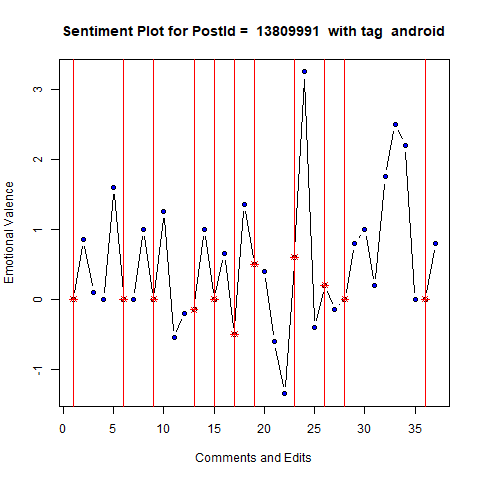 Sentiment Plot for PostId = 13809991 with tag android
Emotional Valence
3
2
1
0
-1
0 5 10 15 20 25 30 35
Comments and Edits